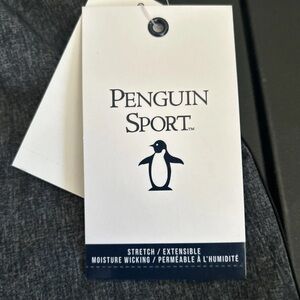 PENGUIN
SPORT™
STRETCH / EXTENSIBLE
MOISTURE WICKING / PERMÉABLE À L'HUMIDITÉ